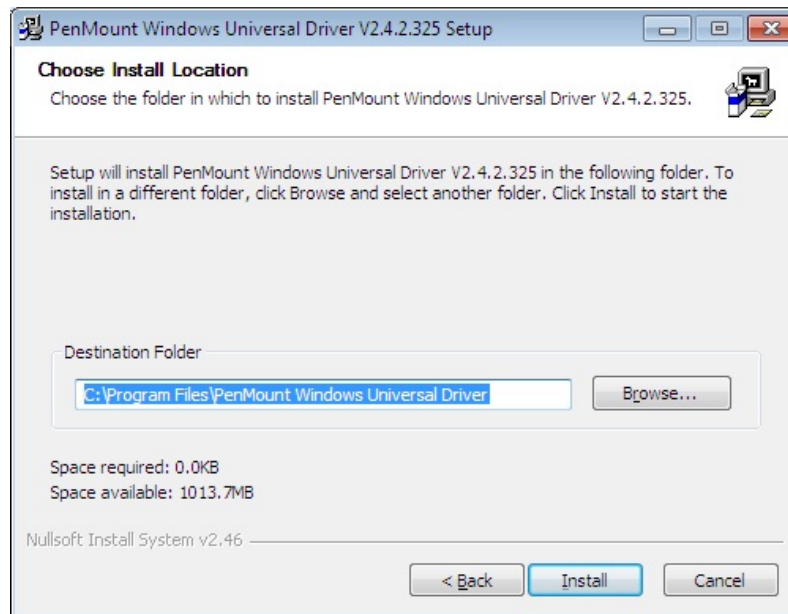 PenMount Windows Universal Driver V2.4.2.325 Setup
Choose Install Location
Choose the folder in which to install PenMount Windows Universal Driver V2.4.2.325.
Setup will install PenMount Windows Universal Driver V2.4.2.325 in the following folder. To
install in a different folder, click Browse and select another folder. Click Install to start the
installation.
Destination Folder
C:\Program Files\PenMount Windows Universal Driver
Browse...
Space required: 0.0KB
Space available: 1013.7MB
Nullsoft Install System v2.46
< Back
Install
Cancel